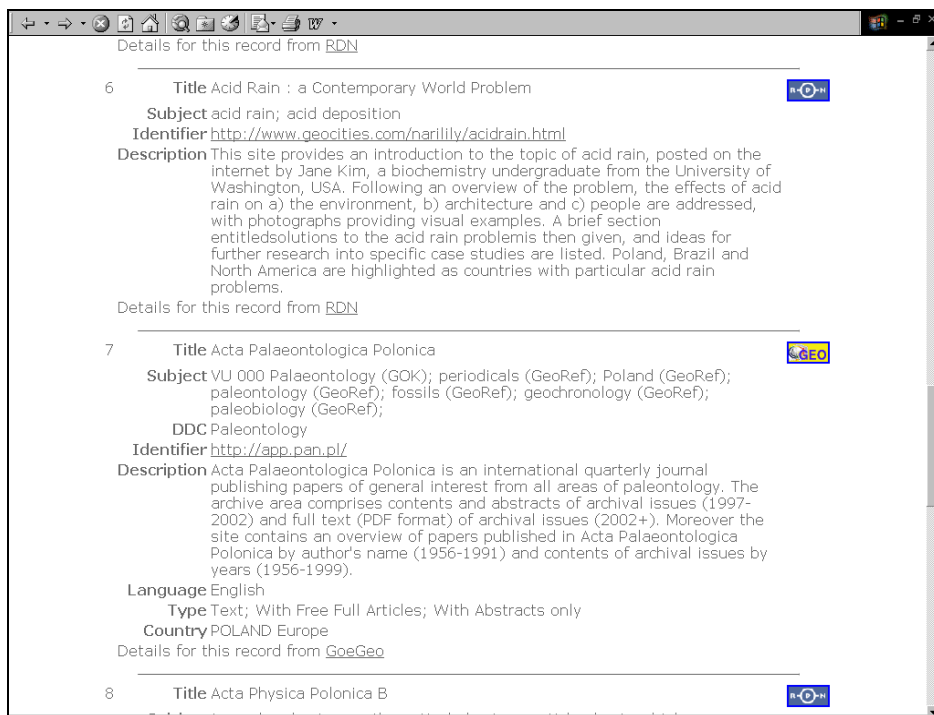 Details for this record from RDN
6 Title Acid Rain : a Contemporary World Problem
R-D-N
Subject acid rain; acid deposition
Identifier http://www.geocities.com/narilily/acidrain.html
Description This site provides an introduction to the topic of acid rain, posted on the
internet by Jane Kim, a biochemistry undergraduate from the University of
Washington, USA. Following an overview of the problem, the effects of acid
rain on a) the environment, b) architecture and c) people are addressed,
with photographs providing visual examples. A brief section
entitledsolutions to the acid rain problemis then given, and ideas for
further research into specific case studies are listed. Poland, Brazil and
North America are highlighted as countries with particular acid rain
problems.
Details for this record from RDN
7 Title Acta Palaeontologica Polonica
GEO
Subject VU 000 Palaeontology (GOK); periodicals (GeoRef); Poland (GeoRef);
paleontology (GeoRef); fossils (GeoRef); geochronology (GeoRef);
paleobiology (GeoRef);
DDC Paleontology
Identifier http://app.pan.pl/
Description Acta Palaeontologica Polonica is an international quarterly journal
publishing papers of general interest from all areas of paleontology. The
archive area comprises contents and abstracts of archival issues (1997-
2002) and full text (PDF format) of archival issues (2002+). Moreover the
site contains an overview of papers published in Acta Palaeontologica
Polonica by author's name (1956-1991) and contents of archival issues by
years (1956-1999).
Language English
Type Text; With Free Full Articles; With Abstracts only
Country POLAND Europe
Details for this record from GoeGeo
8 Title Acta Physica Polonica B
R-D-N